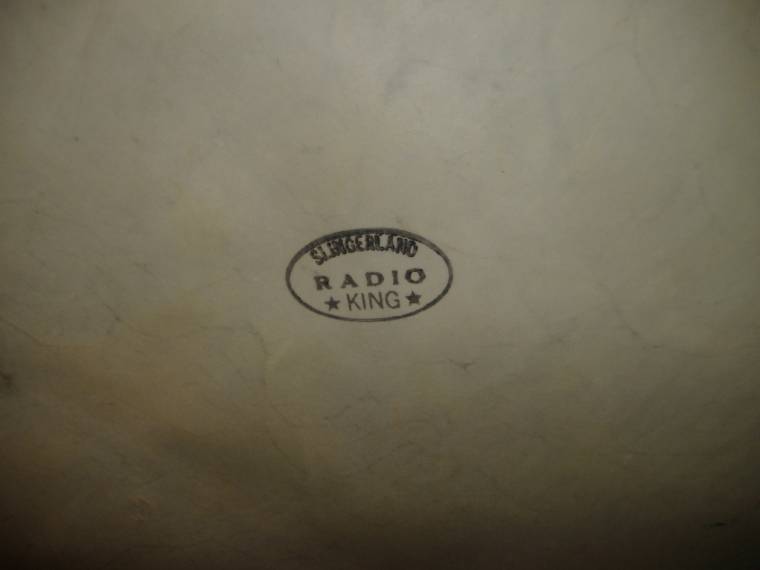 SLINGERLAND
RADIO
★ KING ★